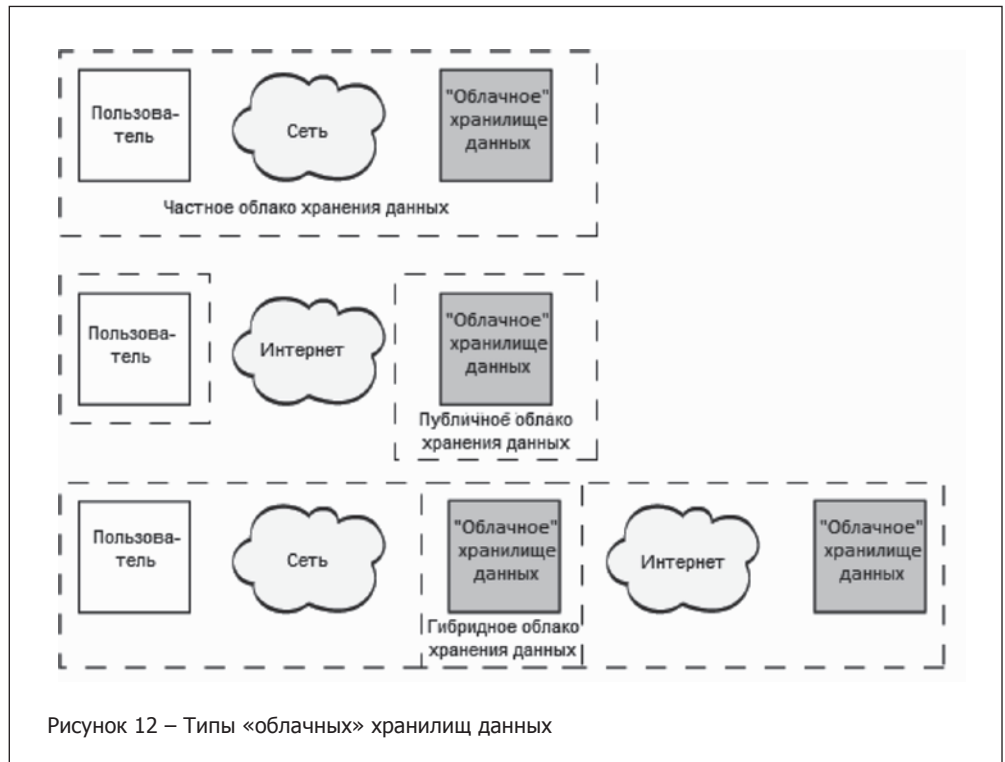 Пользова-
тель
Сеть
"Облачное"
хранилище
данных
Частное облако хранения данных
Пользова-
тель
Интернет
"Облачное"
хранилище
данных
Публичное облако
хранения данных
Пользова-
тель
Сеть
"Облачное"
хранилище
данных
Гибридное облако
хранения данных
Интернет
"Облачное"
хранилище
данных
Рисунок 12 – Типы «облачных» хранилищ данных